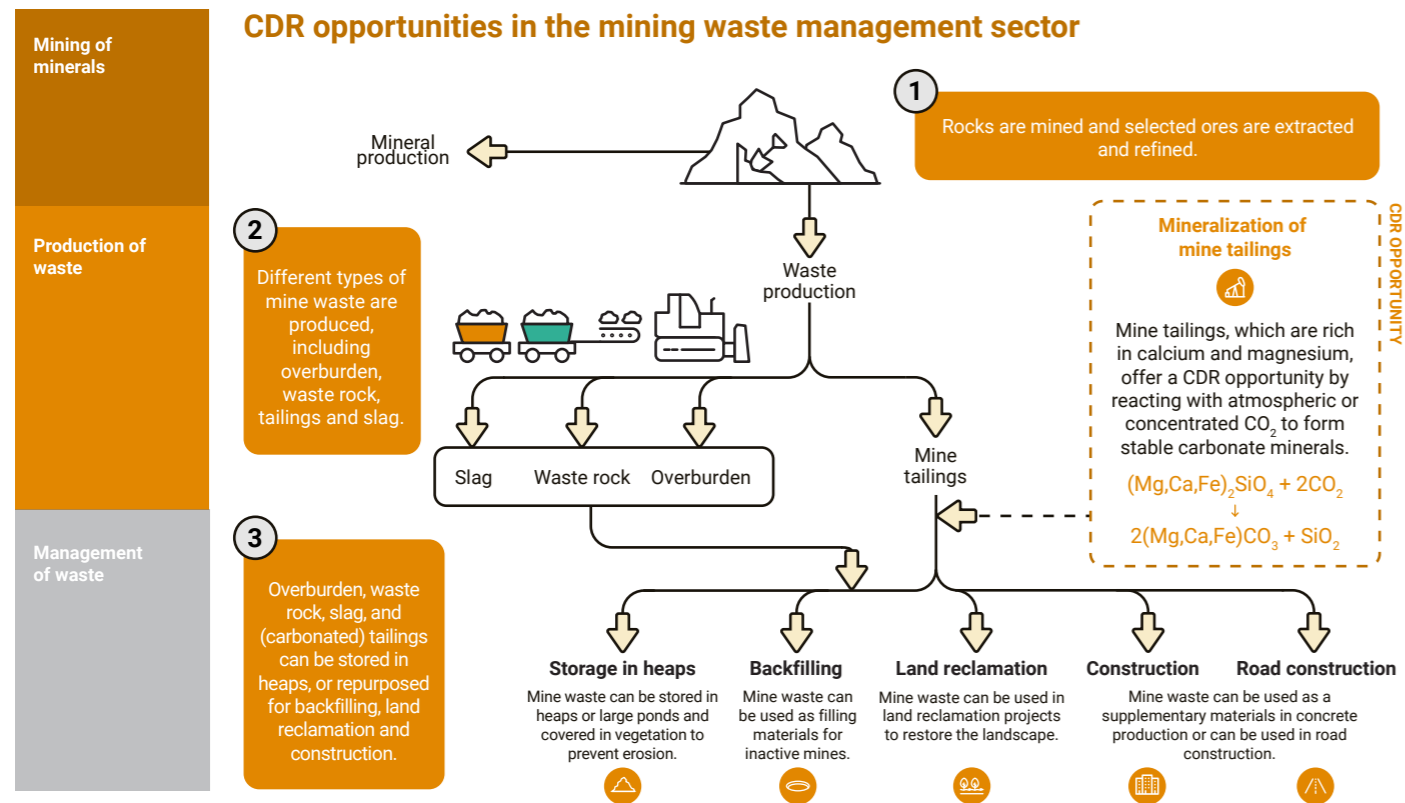 CDR opportunities in the mining waste management sector
Mining of
minerals
1
Rocks are mined and selected ores are extracted
and refined.
Mineral
production
Production of
waste
2
Different types of
mine waste are
produced,
including
overburden,
waste rock,
tailings and slag.
Waste
production
Slag
Waste rock
Overburden
Mine
tailings
CDR OPPORTUNITY
Mineralization of
mine tailings
Mine tailings, which are rich
in calcium and magnesium,
offer a CDR opportunity by
reacting with atmospheric or
concentrated CO₂ to form
stable carbonate minerals.
(Mg,Ca,Fe)₂SiO₄ + 2CO₂
↓
2(Mg,Ca,Fe)CO₃ + SiO₂
Management
of waste
3
Overburden, waste
rock, slag, and
(carbonated) tailings
can be stored in
heaps, or repurposed
for backfilling, land
reclamation and
construction.
Storage in heaps
Mine waste can be stored in
heaps or large ponds and
covered in vegetation to
prevent erosion.
Backfilling
Mine waste can
be used as filling
materials for
inactive mines.
Land reclamation
Mine waste can be used in
land reclamation projects
to restore the landscape.
Construction
Road construction
Mine waste can be used as a
supplementary materials in concrete
production or can be used in road
construction.